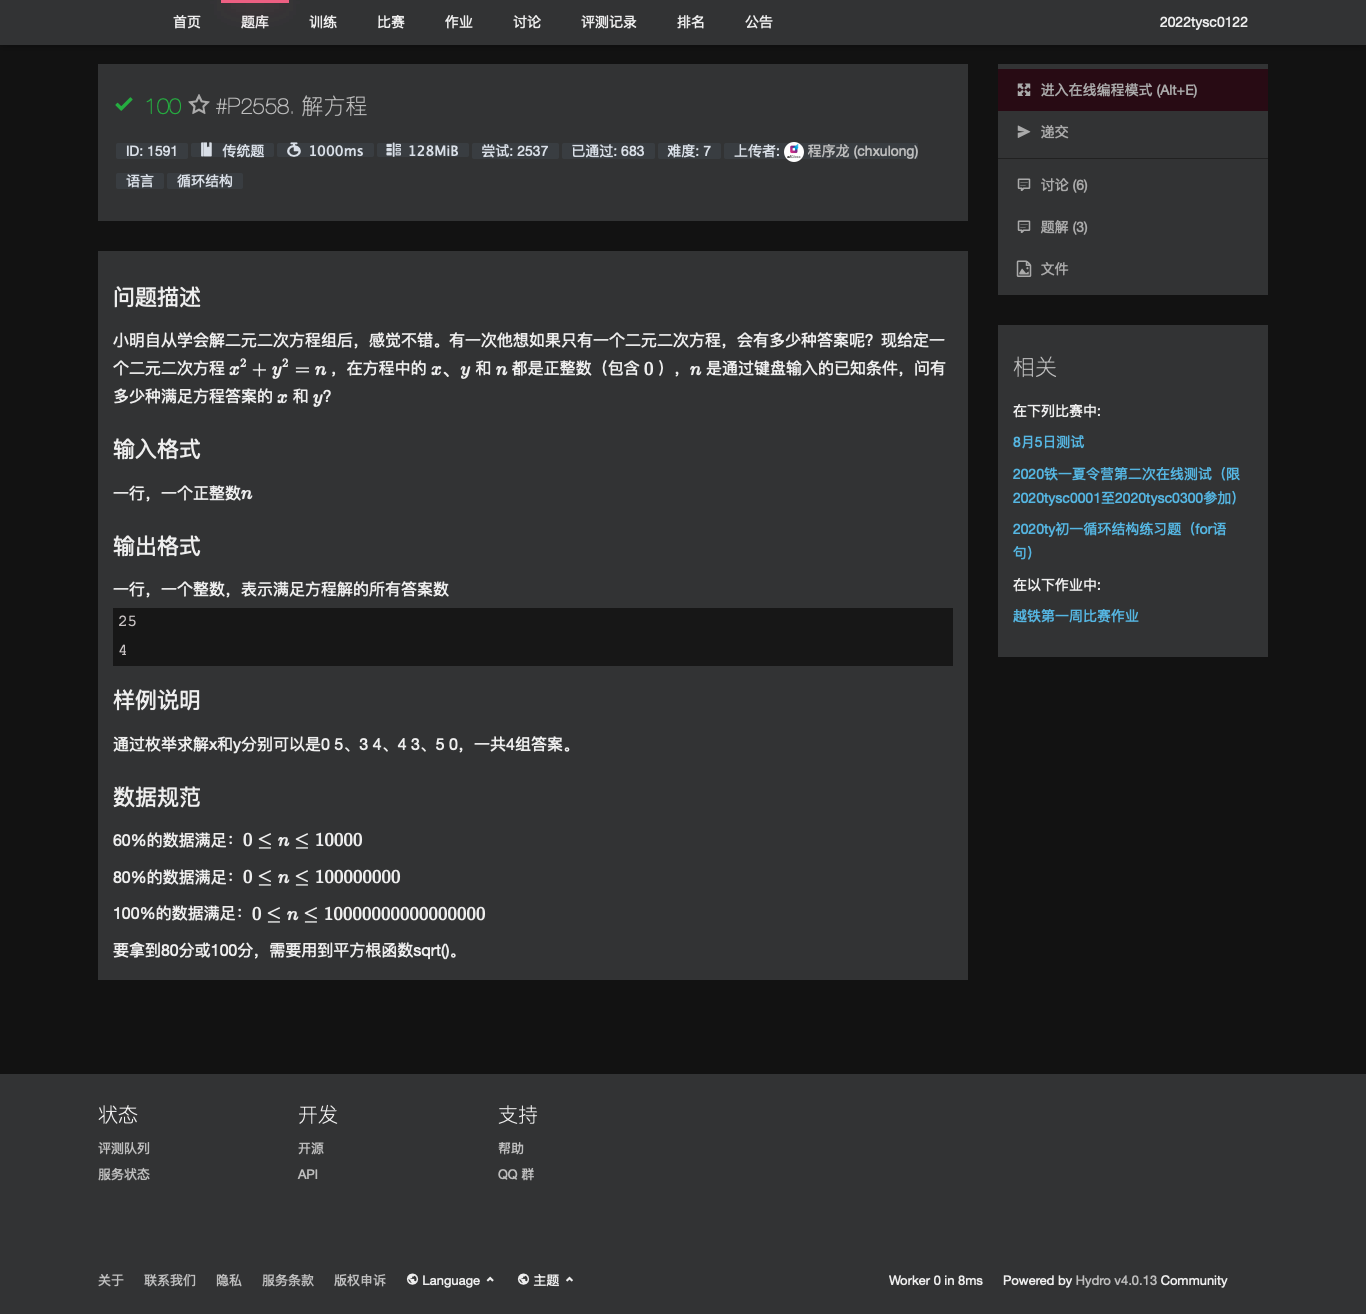 首页 题库 训练 比赛 作业 讨论 评测记录 排名 公告 2022tysc0122
100 #P2558. 解方程
ID: 1591 传统题 1000ms 128MiB 尝试: 2537 已通过: 683 难度: 7 上传者: 程序龙 (chxulong)
语言 循环结构
问题描述
小明自从学会解二元二次方程组后，感觉不错。有一次他想如果只有一个二元二次方程，会有多少种答案呢？现给定一
个二元二次方程 x² + y² = n ，在方程中的 x、y 和 n 都是正整数（包含 0 ），n 是通过键盘输入的已知条件，问有
多少种满足方程答案的 x 和 y?
输入格式
一行，一个正整数n
输出格式
一行，一个整数，表示满足方程解的所有答案数
25
4
样例说明
通过枚举求解x和y分别可以是0 5、3 4、4 3、5 0，一共4组答案。
数据规范
60%的数据满足：0 ≤ n ≤ 10000
80%的数据满足：0 ≤ n ≤ 100000000
100%的数据满足：0 ≤ n ≤ 10000000000000000
要拿到80分或100分，需要用到平方根函数sqrt()。
进入在线编程模式 (Alt+E)
递交
讨论 (6)
题解 (3)
文件
相关
在下列比赛中:
8月5日测试
2020铁一夏令营第二次在线测试（限
2020tysc0001至2020tysc0300参加）
2020ty初一循环结构练习题（for语
句）
在以下作业中:
越铁第一周比赛作业
状态
评测队列
服务状态
开发
开源
API
支持
帮助
QQ 群
关于 联系我们 隐私 服务条款 版权申诉 Language 主题 Worker 0 in 8ms Powered by Hydro v4.0.13 Community